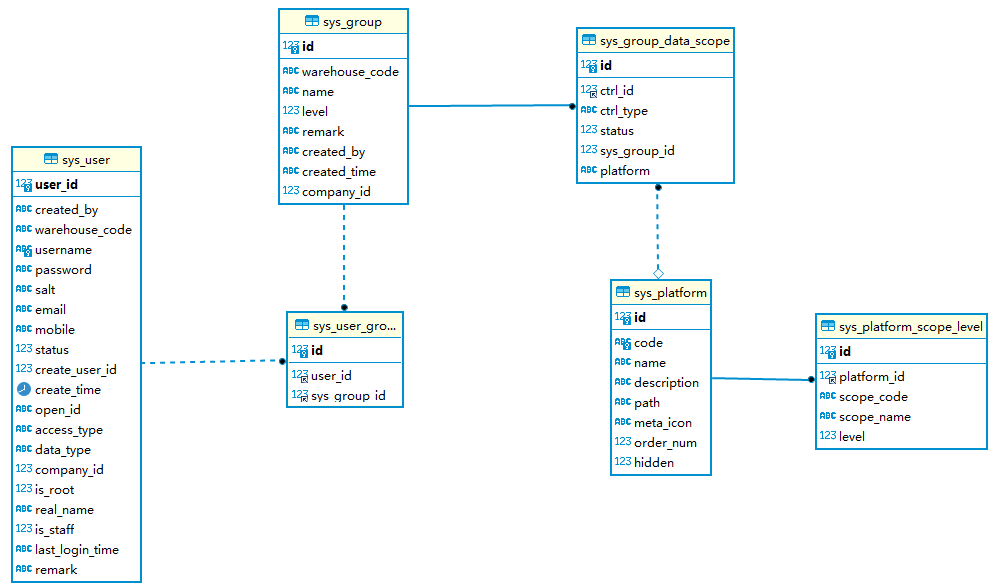 sys_group
123 id
ABC warehouse_code
ABC name
123 level
ABC remark
ABC created_by
ABC created_time
123 company_id
sys_group_data_scope
123 id
123 ctrl_id
ABC ctrl_type
123 status
123 sys_group_id
ABC platform
sys_user
123 user_id
ABC created_by
ABC warehouse_code
ABC username
ABC password
ABC salt
ABC email
ABC mobile
123 status
123 create_user_id
create_time
ABC open_id
ABC access_type
ABC data_type
123 company_id
123 is_root
ABC real_name
123 is_staff
ABC last_login_time
ABC remark
sys_user_gro...
123 id
123 user_id
123 sys_group_id
sys_platform
123 id
ABC code
ABC name
ABC description
ABC path
ABC meta_icon
123 order_num
123 hidden
sys_platform_scope_level
123 id
123 platform_id
ABC scope_code
ABC scope_name
123 level